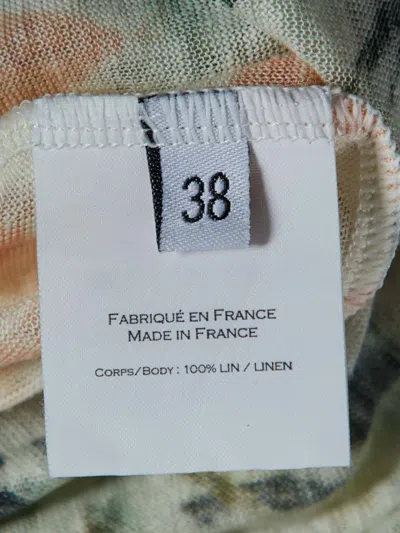 38
FABRIQUÉ EN FRANCE
MADE IN FRANCE
CORPS/BODY : 100% LIN / LINEN